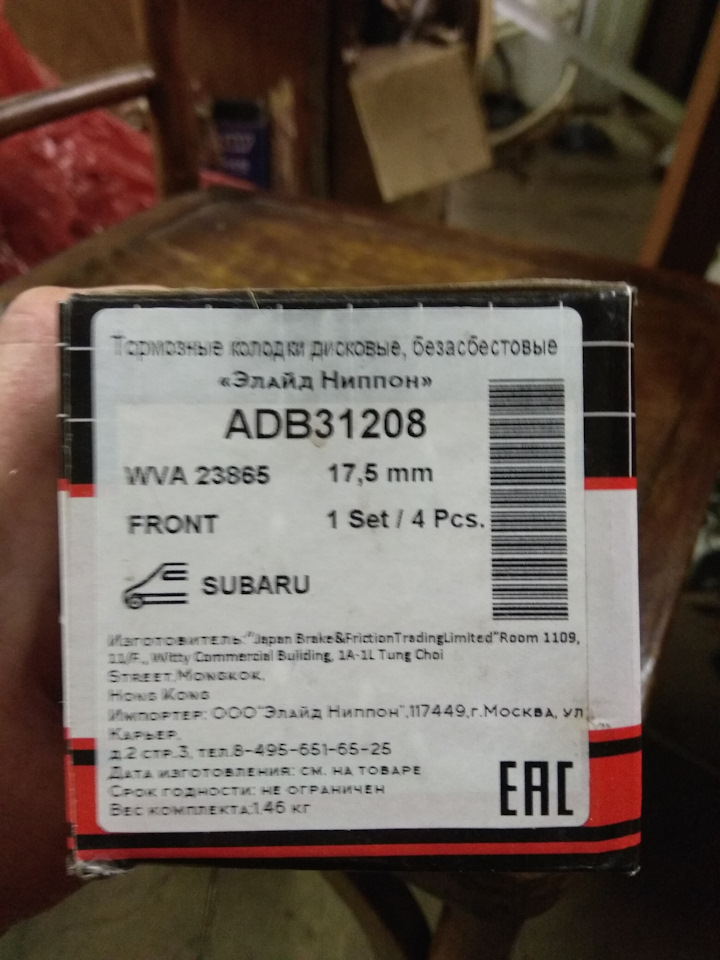 Тормозные колодки дисковые, безасбестовые
«Элайд Ниппон»
ADB31208
WVA 23865 17,5 mm
FRONT 1 Set / 4 Pcs.
SUBARU
Изготовитель:"Japan Brake&FrictionTradingLimited"Room 1109,
11/F., Witty Commercial Building, 1A-1L Tung Choi
Street,Mongkok,
Hong Kong
Импортер: ООО"Элайд Ниппон",117449,г.Москва, ул.
Карьер,
д.2 стр.3, тел.8-495-651-65-25
Дата изготовления: см. на товаре
Срок годности: не ограничен
Вес комплекта:1,46 кг
EAC